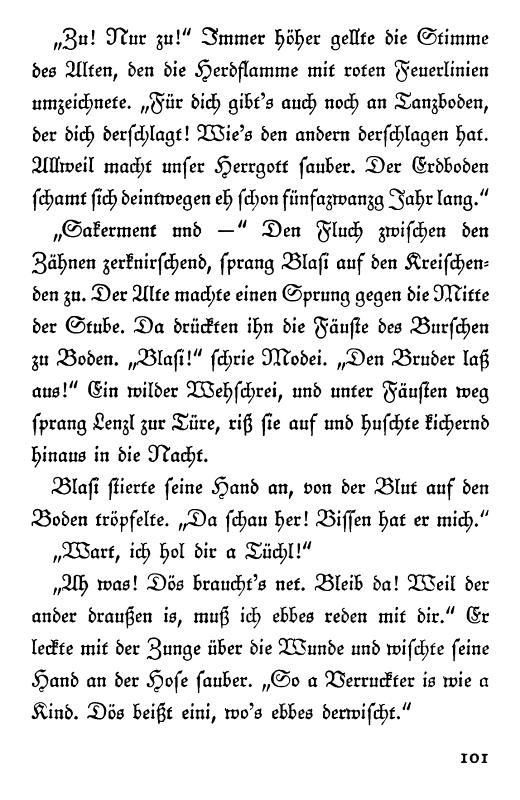 „Zu! Nur zu!“ Immer höher gellte die Stimme
des Alten, den die Herdflamme mit roten Feuerlinien
umzeichnete. „Für dich gibt’s auch noch an Tanzboden,
der dich derschlagt! Wie’s den andern derschlagen hat.
Allweil macht unser Herrgott sauber. Der Erdboden
schamt sich deintwegen eh schon fünfazwanzg Jahr lang.“
„Sakerment und —“ Den Fluch zwischen den
Zähnen zerknirschend, sprang Blasi auf den Kreischen-
den zu. Der Alte machte einen Sprung gegen die Mitte
der Stube. Da drückten ihn die Fäuste des Burschen
zu Boden. „Blasi!“ schrie Modei. „Den Bruder laß
aus!“ Ein wilder Wehschrei, und unter Fäusten weg
sprang Lenzl zur Türe, riß sie auf und huschte kichernd
hinaus in die Nacht.
Blasi stierte seine Hand an, von der Blut auf den
Boden tröpfelte. „Da schau her! Bissen hat er mich.“
„Wart, ich hol dir a Tüchl!“
„Ah was! Dös braucht’s net. Bleib da! Weil der
ander draußen is, muß ich ebbes reden mit dir.“ Er
leckte mit der Zunge über die Wunde und wischte seine
Hand an der Hose sauber. „So a Verruckter is wie a
Kind. Dös beißt eini, wo’s ebbes derwischt.“
101